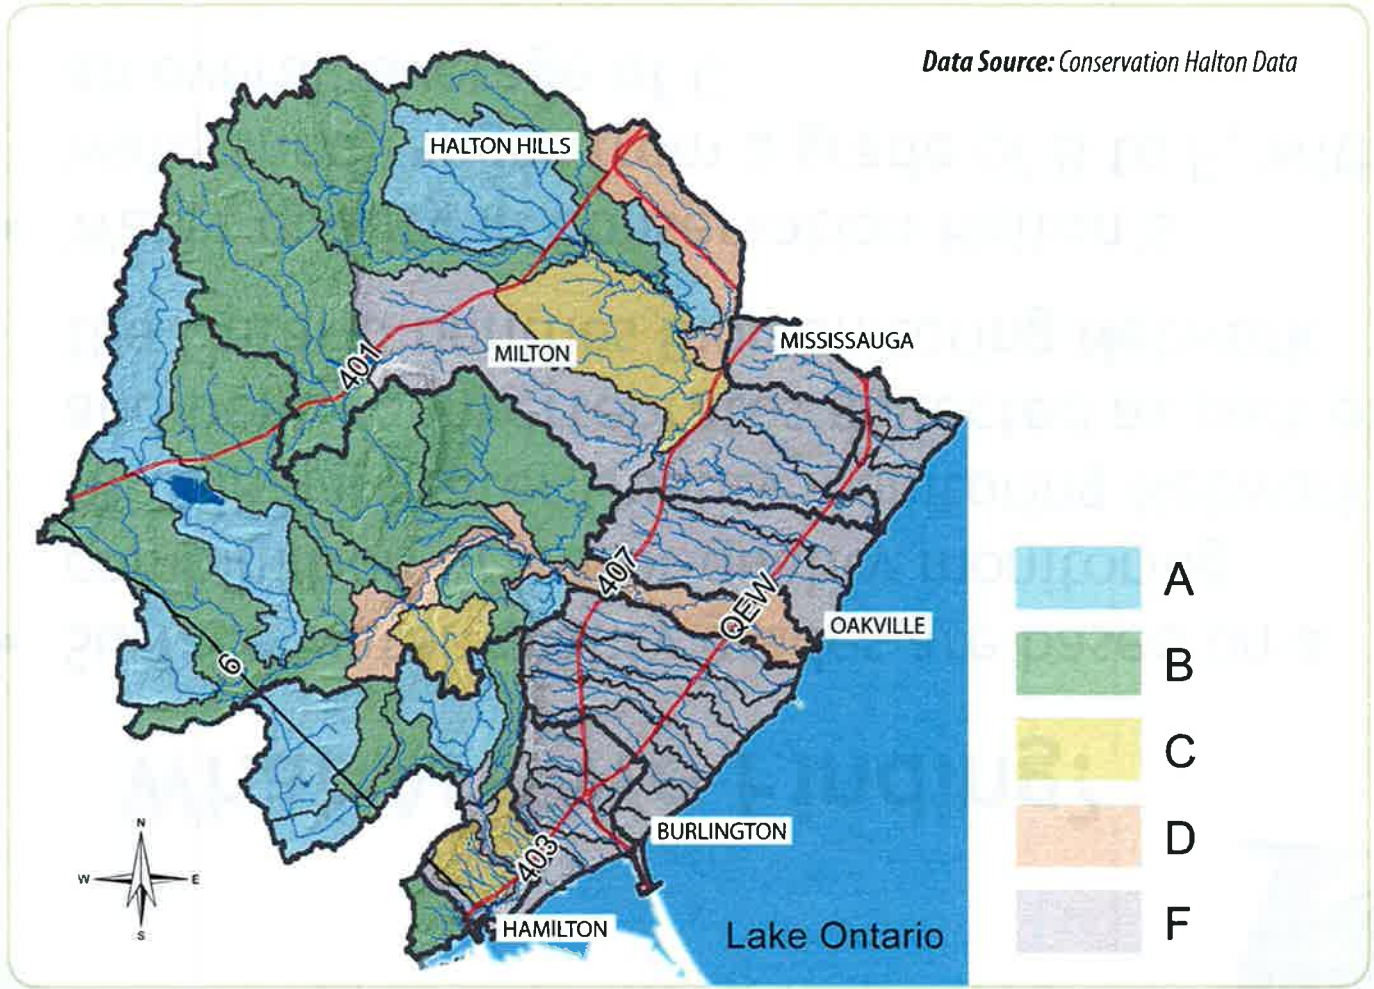 Data Source: Conservation Halton Data
HALTON HILLS
MISSISSAUGA
401
MILTON
A
407
B
QEW
OAKVILLE
6
C
N
BURLINGTON
D
W E
403
S
F
HAMILTON
Lake Ontario